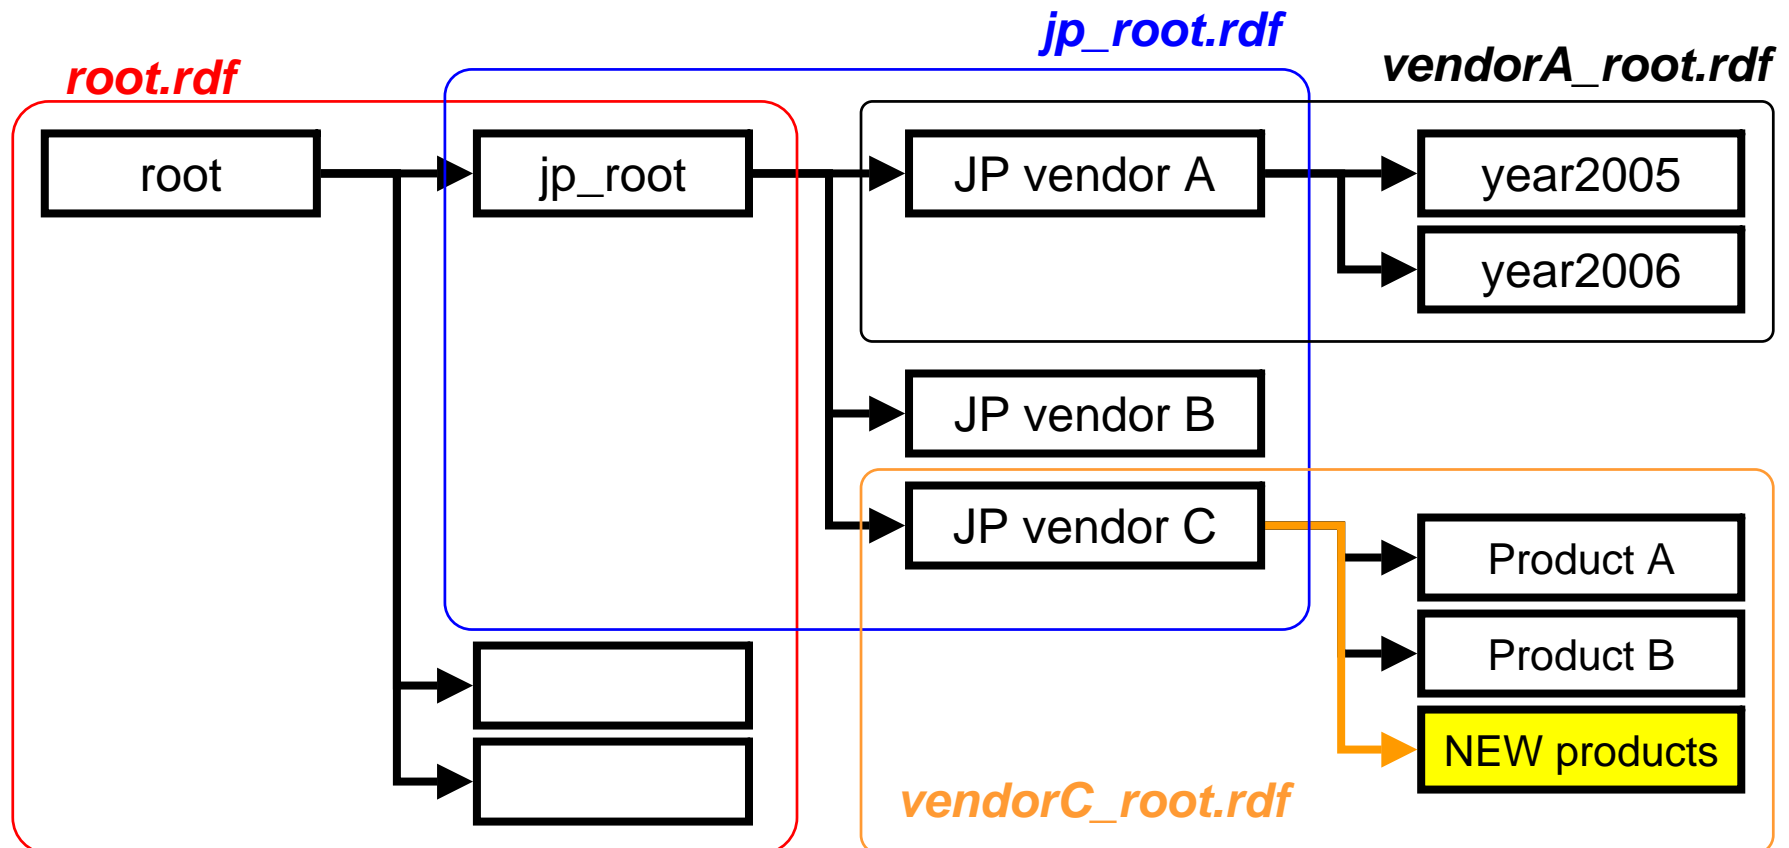 jp_root.rdf
root.rdf
vendorA_root.rdf
root
jp_root
JP vendor A
year2005
year2006
JP vendor B
JP vendor C
Product A
Product B
NEW products
vendorC_root.rdf